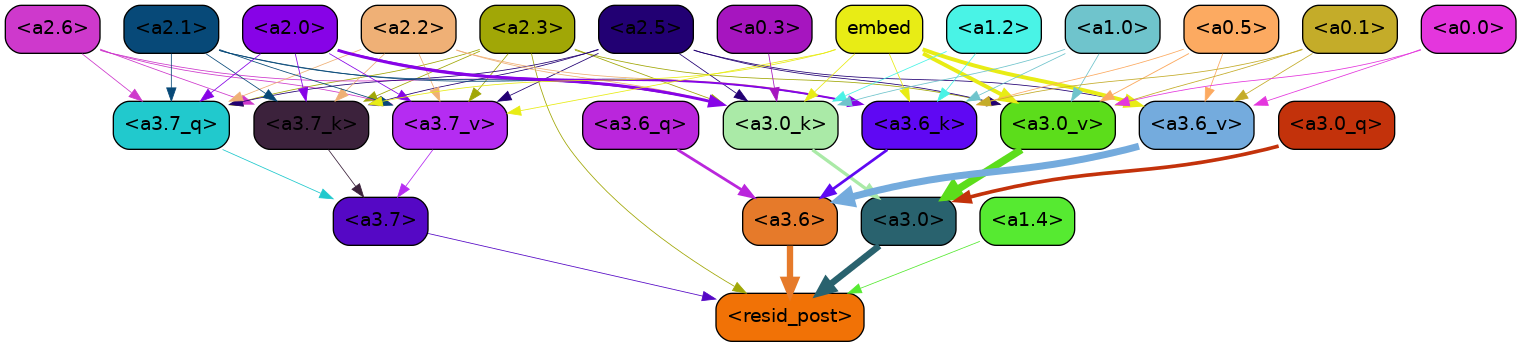 <a2.6> <a2.1> <a2.0> <a2.2> <a2.3> <a2.5> <a0.3> embed <a1.2> <a1.0> <a0.5> <a0.1> <a0.0>
<a3.7_q> <a3.7_k> <a3.7_v> <a3.6_q> <a3.0_k> <a3.6_k> <a3.0_v> <a3.6_v> <a3.0_q>
<a3.7> <a3.6> <a3.0> <a1.4>
<resid_post>